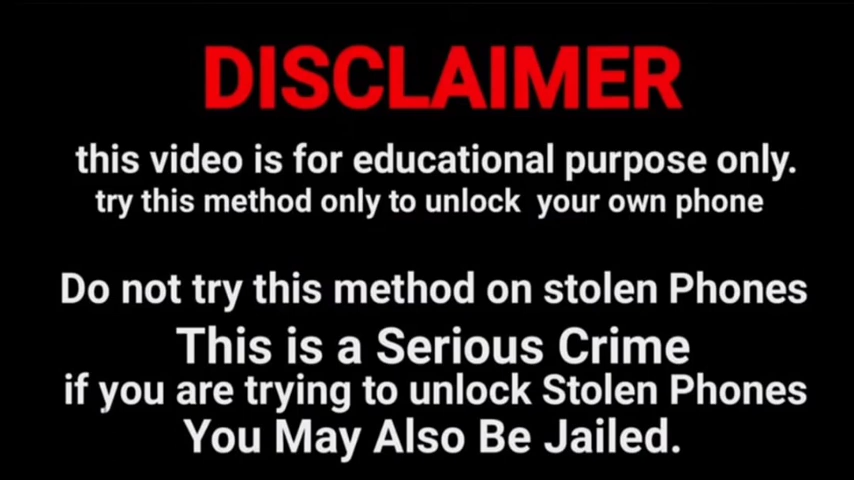 DISCLAIMER
this video is for educational purpose only.
try this method only to unlock your own phone
Do not try this method on stolen Phones
This is a Serious Crime
if you are trying to unlock Stolen Phones
You May Also Be Jailed.